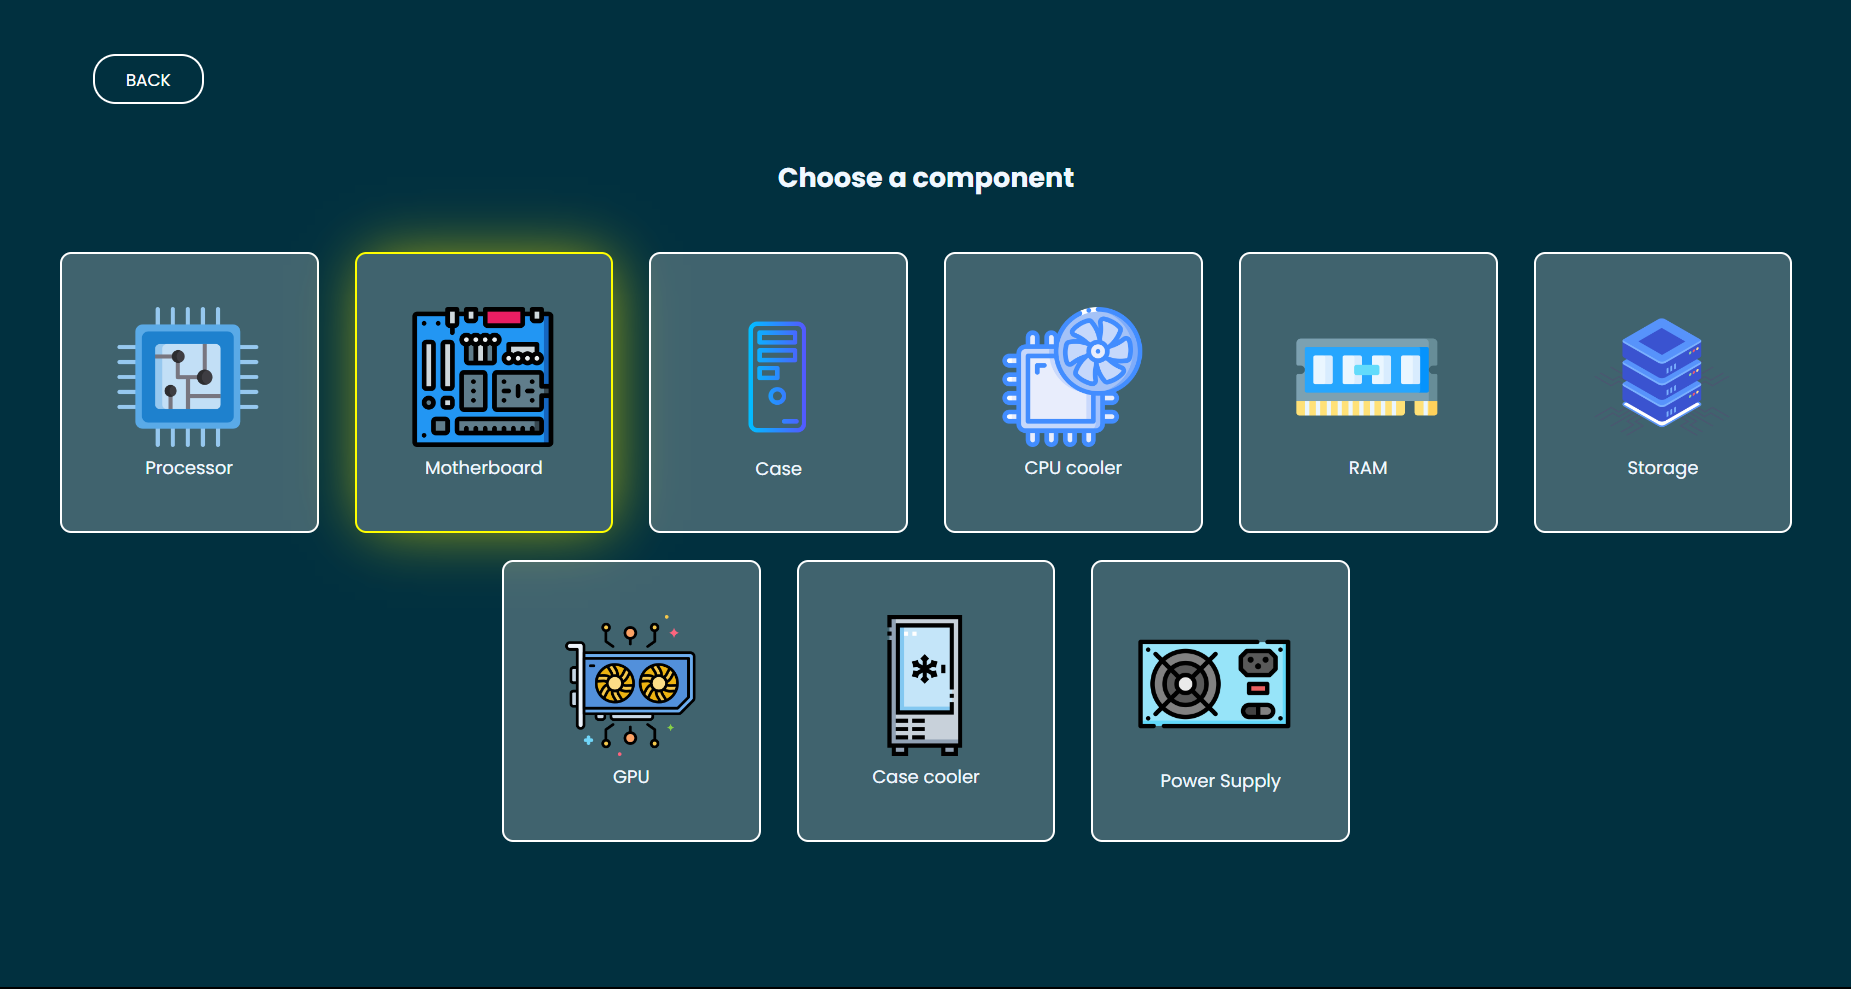 BACK
Choose a component
Processor
Motherboard
Case
CPU cooler
RAM
Storage
GPU
Case cooler
Power Supply